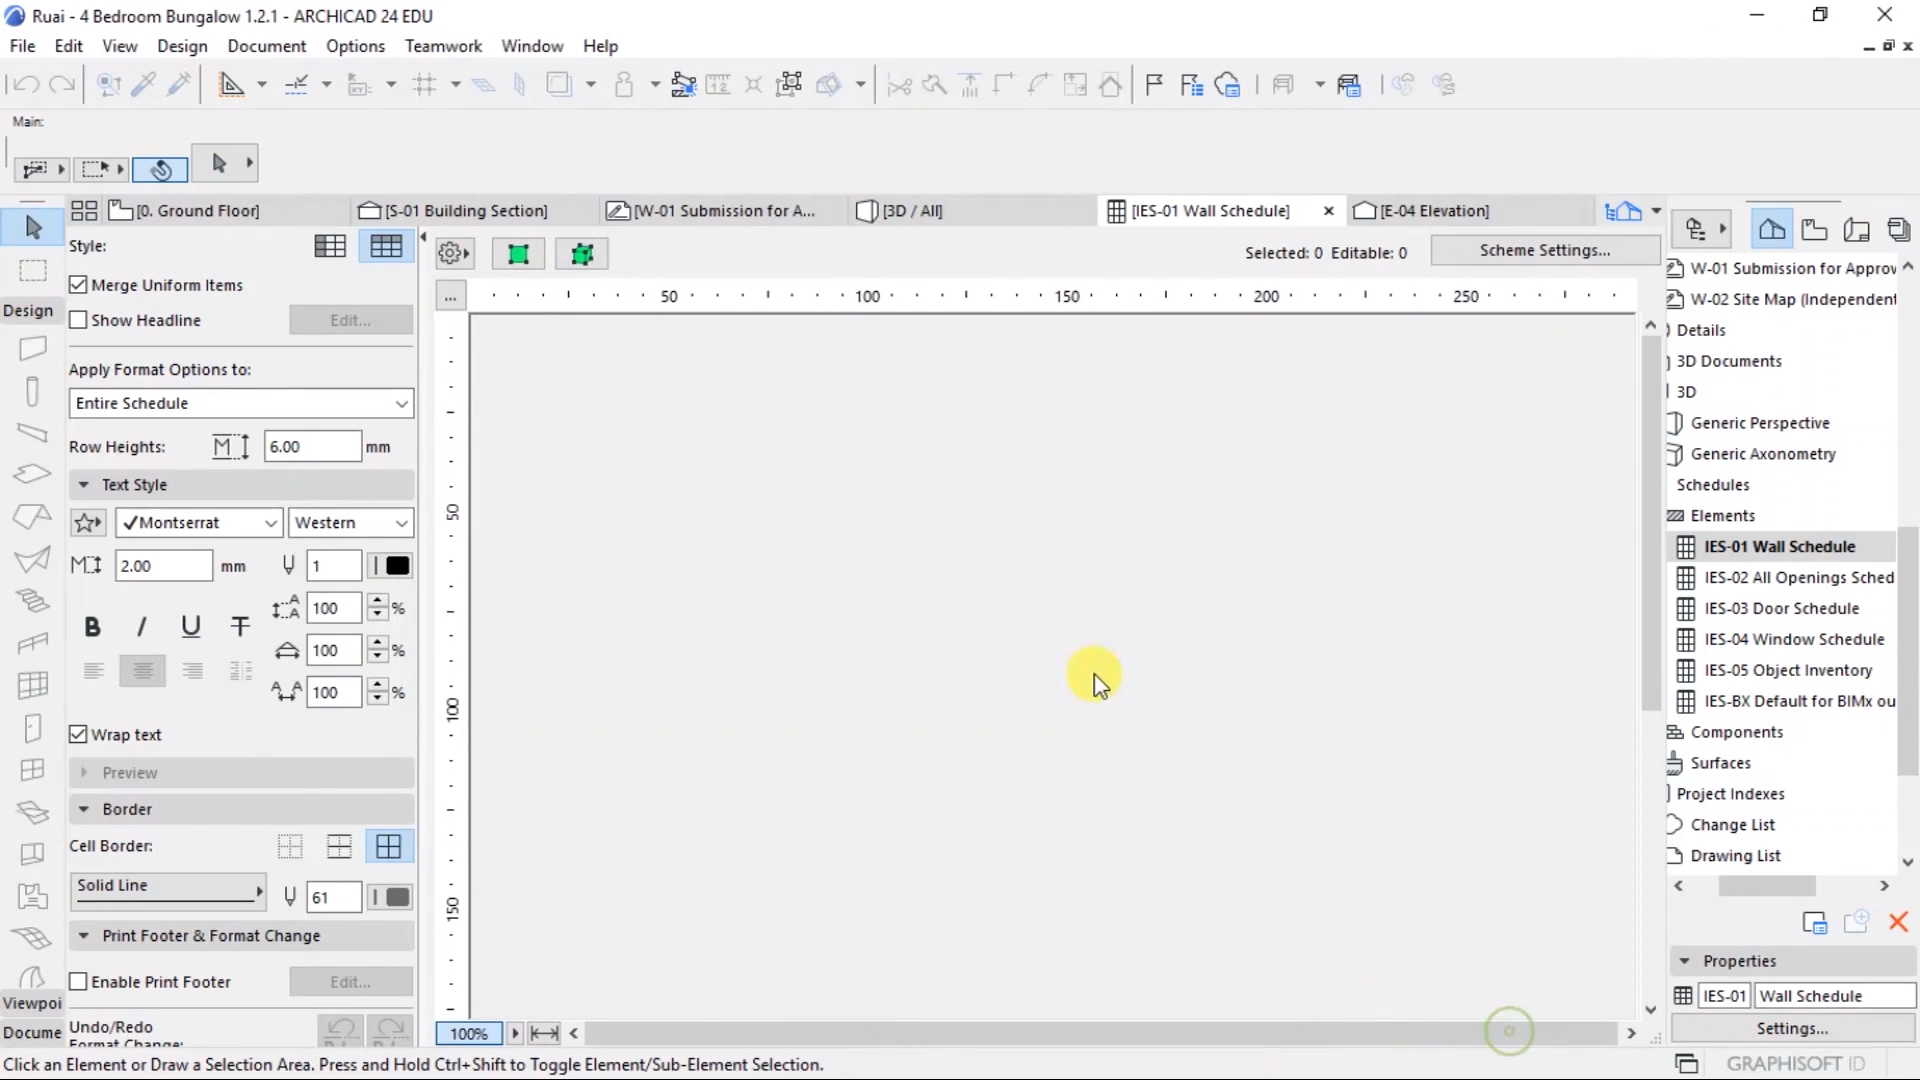 Ruai - 4 Bedroom Bungalow 1.2.1 - ARCHICAD 24 EDU
File Edit View Design Document Options Teamwork Window Help
Main:
[0. Ground Floor] [S-01 Building Section] [W-01 Submission for A... [3D / All] [IES-01 Wall Schedule] [E-04 Elevation]
Style:
Selected: 0 Editable: 0 Scheme Settings...
Merge Uniform Items
Show Headline Edit...
Apply Format Options to:
Entire Schedule
Row Heights: 6.00 mm
Text Style
Montserrat Western
2.00 mm 1
100 %
100 %
100 %
B I U T
Wrap text
Preview
Border
Cell Border:
Solid Line 61
Print Footer & Format Change
Enable Print Footer Edit...
Undo/Redo
Format Change:
Design
Viewpoi
Docume
... 50 100 150 200 250
50
100
150
100%
W-01 Submission for Approv
W-02 Site Map (Independent
Details
3D Documents
3D
Generic Perspective
Generic Axonometry
Schedules
Elements
IES-01 Wall Schedule
IES-02 All Openings Sched
IES-03 Door Schedule
IES-04 Window Schedule
IES-05 Object Inventory
IES-BX Default for BIMx ou
Components
Surfaces
Project Indexes
Change List
Drawing List
Properties
IES-01 Wall Schedule
Settings...
Click an Element or Draw a Selection Area. Press and Hold Ctrl+Shift to Toggle Element/Sub-Element Selection.
GRAPHISOFT ID